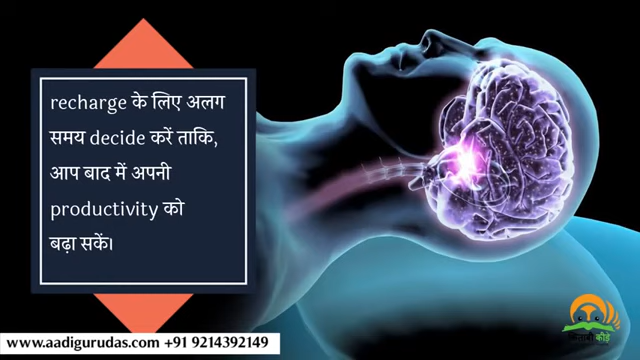 recharge के लिए अलग
समय decide करें ताकि,
आप बाद में अपनी
productivity को
बढ़ा सकें।
www.aadigurudas.com +91 9214392149
किताबी कीड़े